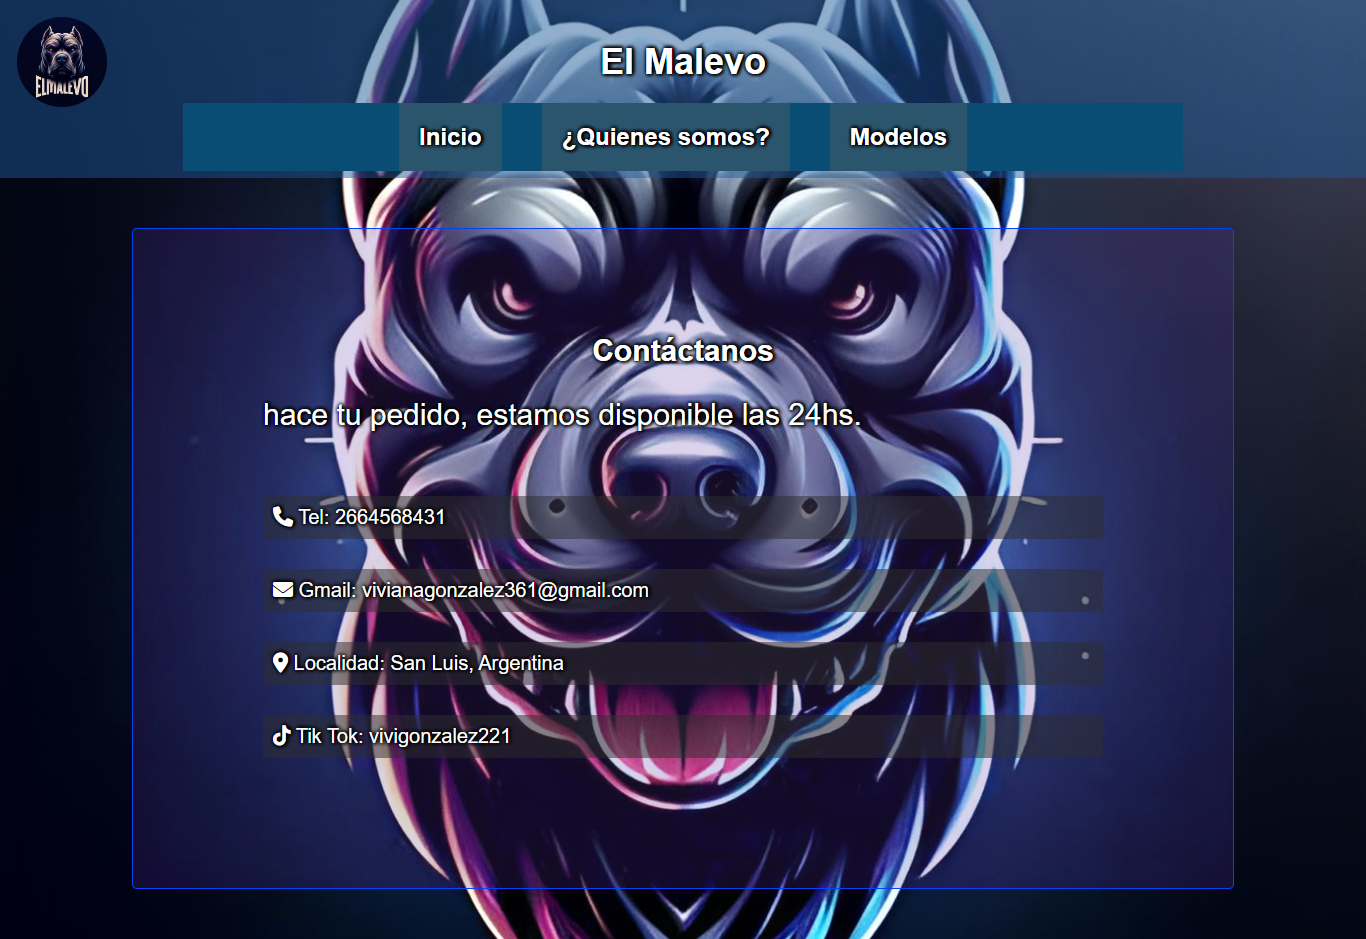 ELMALEVO
El Malevo
Inicio
¿Quienes somos?
Modelos
Contáctanos
hace tu pedido, estamos disponible las 24hs.
Tel: 2664568431
Gmail: vivianagonzalez361@gmail.com
Localidad: San Luis, Argentina
Tik Tok: vivigonzalez221